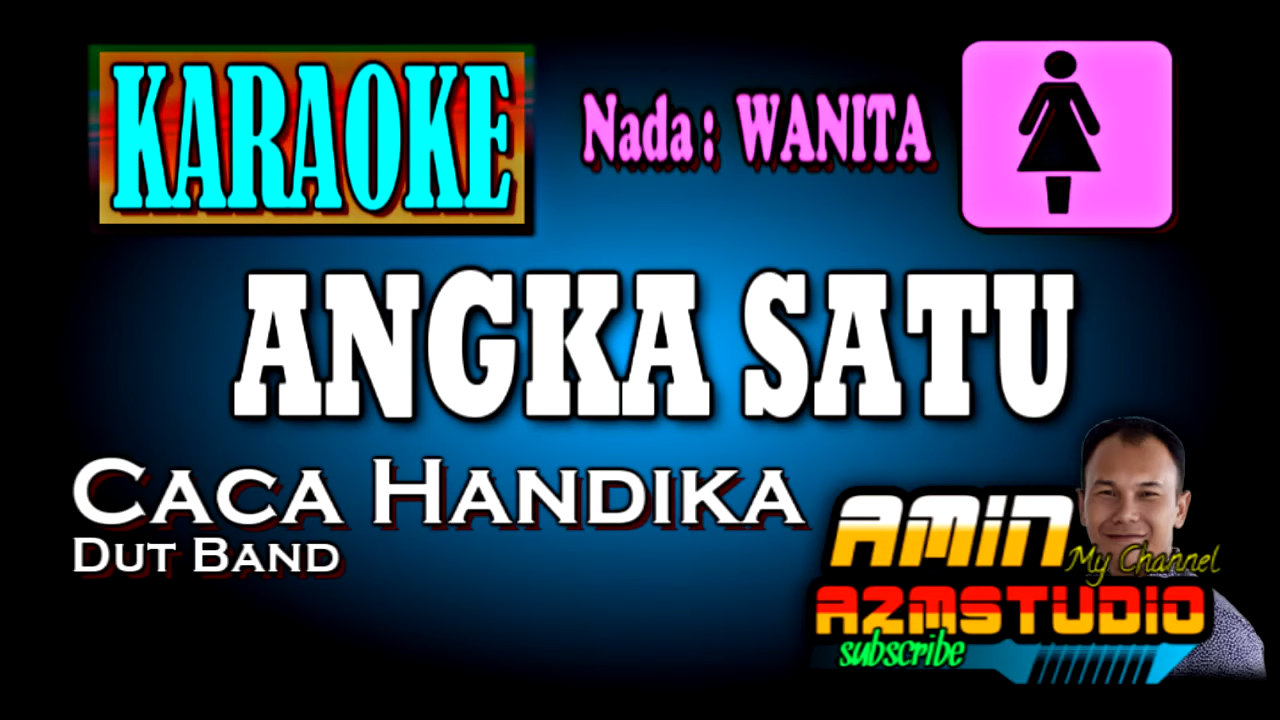 KARAOKE
Nada : WANITA
ANGKA SATU
CACA HANDIKA
DUT BAND
AMiN
My Channel
AZMSTUDiO
subscribe